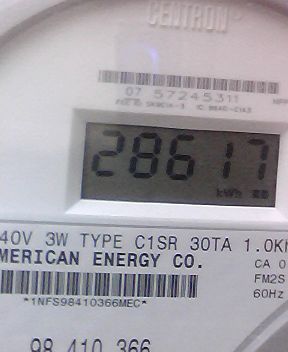 CENTRON
07 57245311
28617
kWh
40V 3W TYPE C1SR 30TA 1.0K
MERICAN ENERGY CO.
CA 0
FM2S
60Hz
*1NFS98410366MEC*
98 410 366